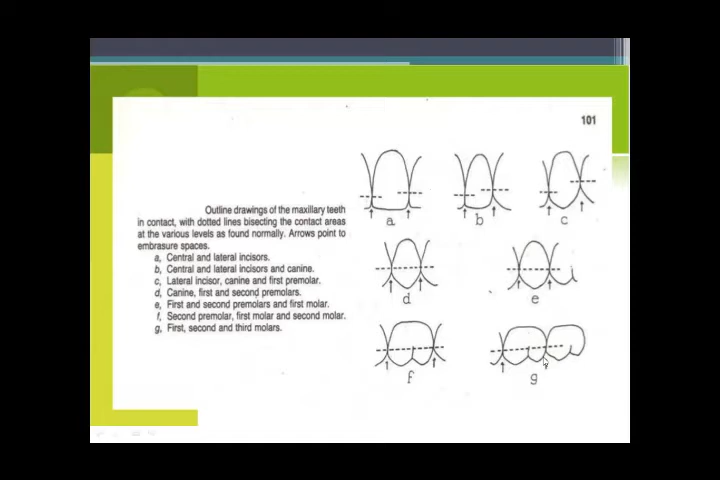 101
Outline drawings of the maxillary teeth
in contact, with dotted lines bisecting the contact areas
at the various levels as found normally. Arrows point to
embrasure spaces.
a, Central and lateral incisors.
b, Central and lateral incisors and canine.
c, Lateral incisor, canine and first premolar.
d, Canine, first and second premolars.
e, First and second premolars and first molar.
f, Second premolar, first molar and second molar.
g, First, second and third molars.
a
b
c
d
e
f
g